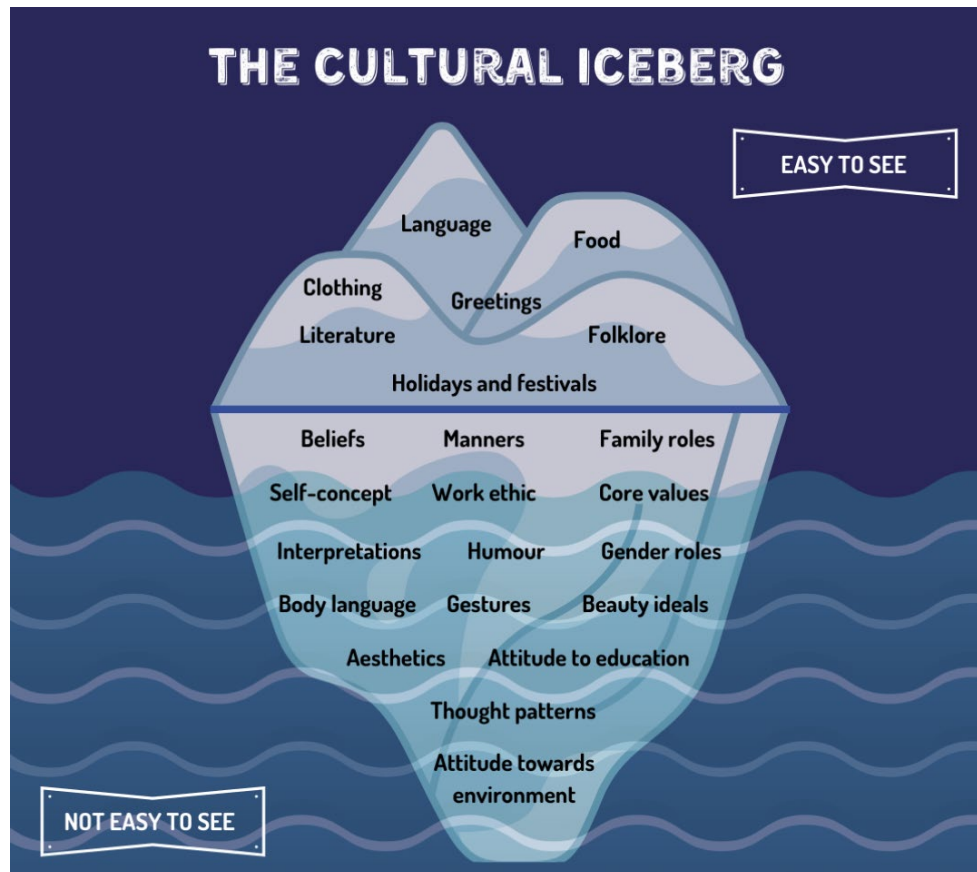 THE CULTURAL ICEBERG
EASY TO SEE
Language
Food
Clothing
Greetings
Literature
Folklore
Holidays and festivals
Beliefs Manners Family roles
Self-concept Work ethic Core values
Interpretations Humour Gender roles
Body language Gestures Beauty ideals
Aesthetics Attitude to education
Thought patterns
Attitude towards
environment
NOT EASY TO SEE